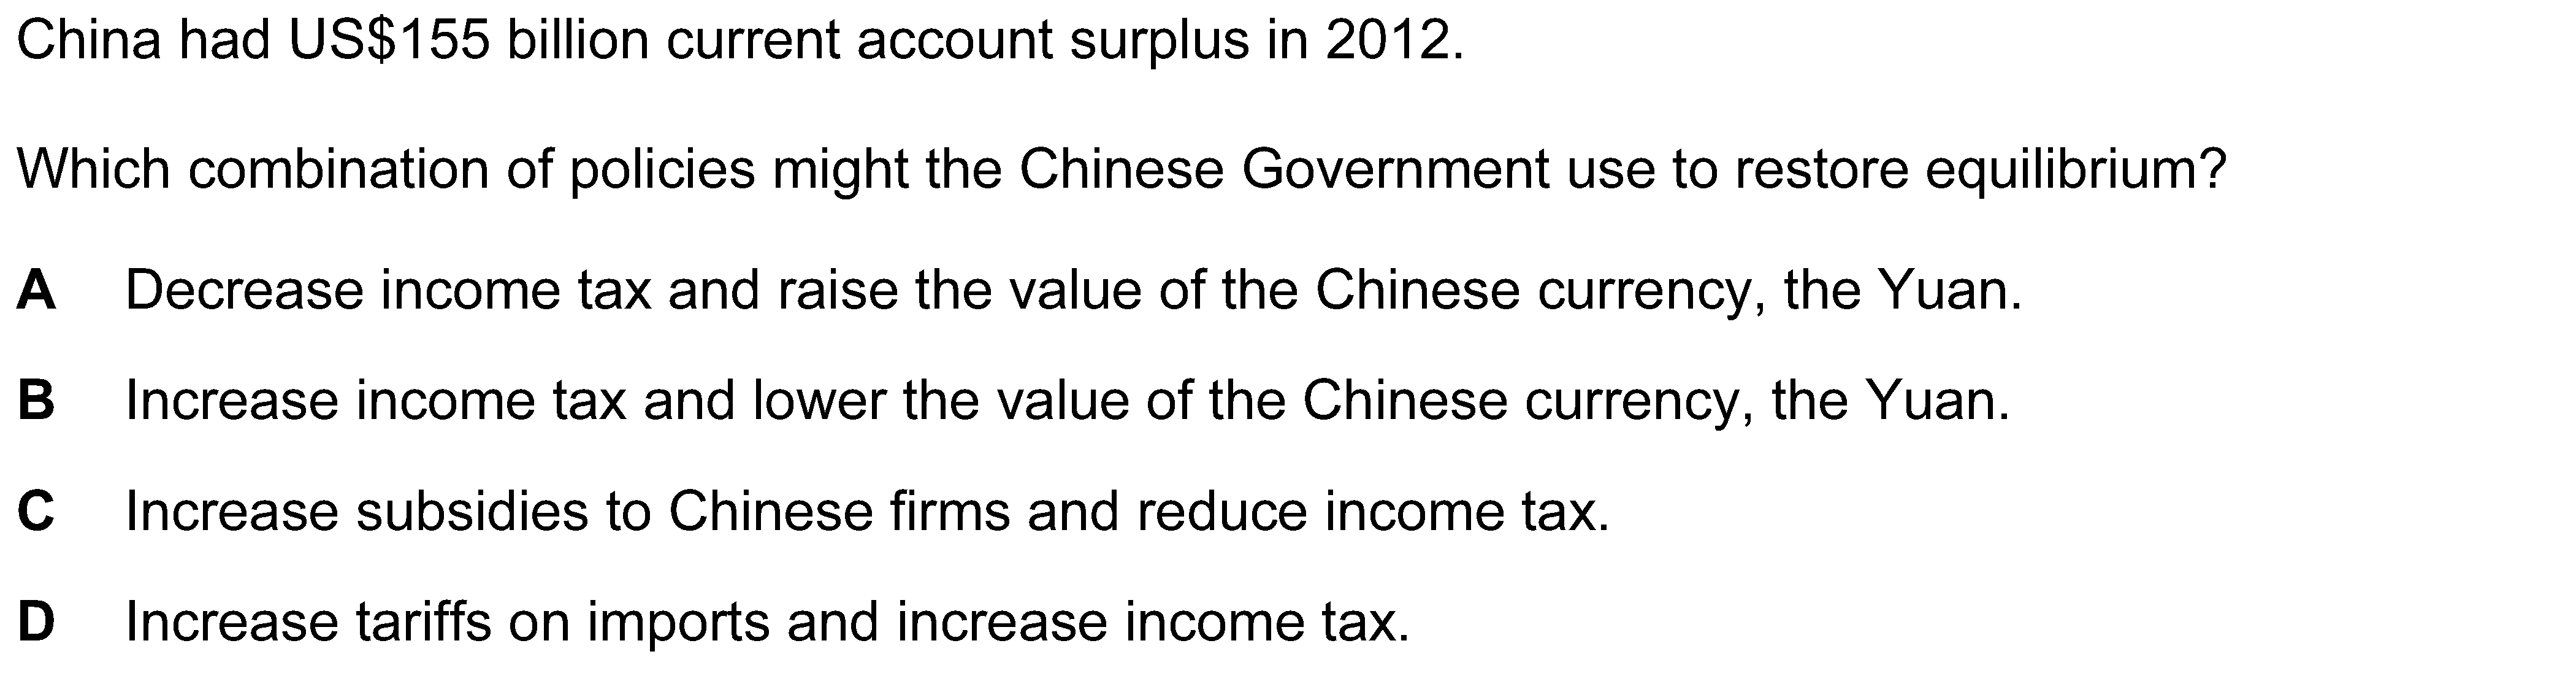 China had US$155 billion current account surplus in 2012.
Which combination of policies might the Chinese Government use to restore equilibrium?
A Decrease income tax and raise the value of the Chinese currency, the Yuan.
B Increase income tax and lower the value of the Chinese currency, the Yuan.
C Increase subsidies to Chinese firms and reduce income tax.
D Increase tariffs on imports and increase income tax.